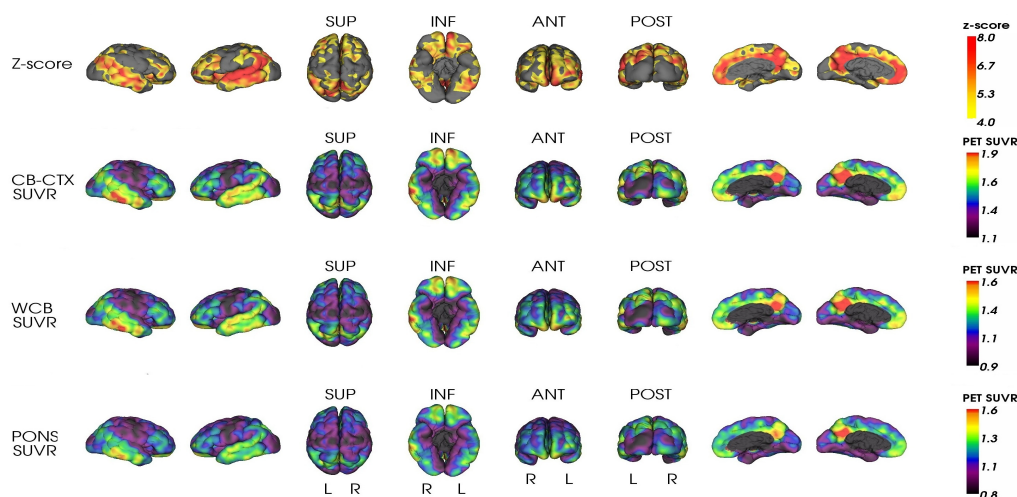 SUP INF ANT POST
Z-score
z-score
8.0
6.7
5.3
4.0
SUP INF ANT POST
CB-CTX
SUVR
PET SUVR
1.9
1.6
1.4
1.1
SUP INF ANT POST
WCB
SUVR
PET SUVR
1.6
1.4
1.1
0.9
SUP INF ANT POST
PONS
SUVR
PET SUVR
1.6
1.3
1.1
0.8
L R R L R L L R